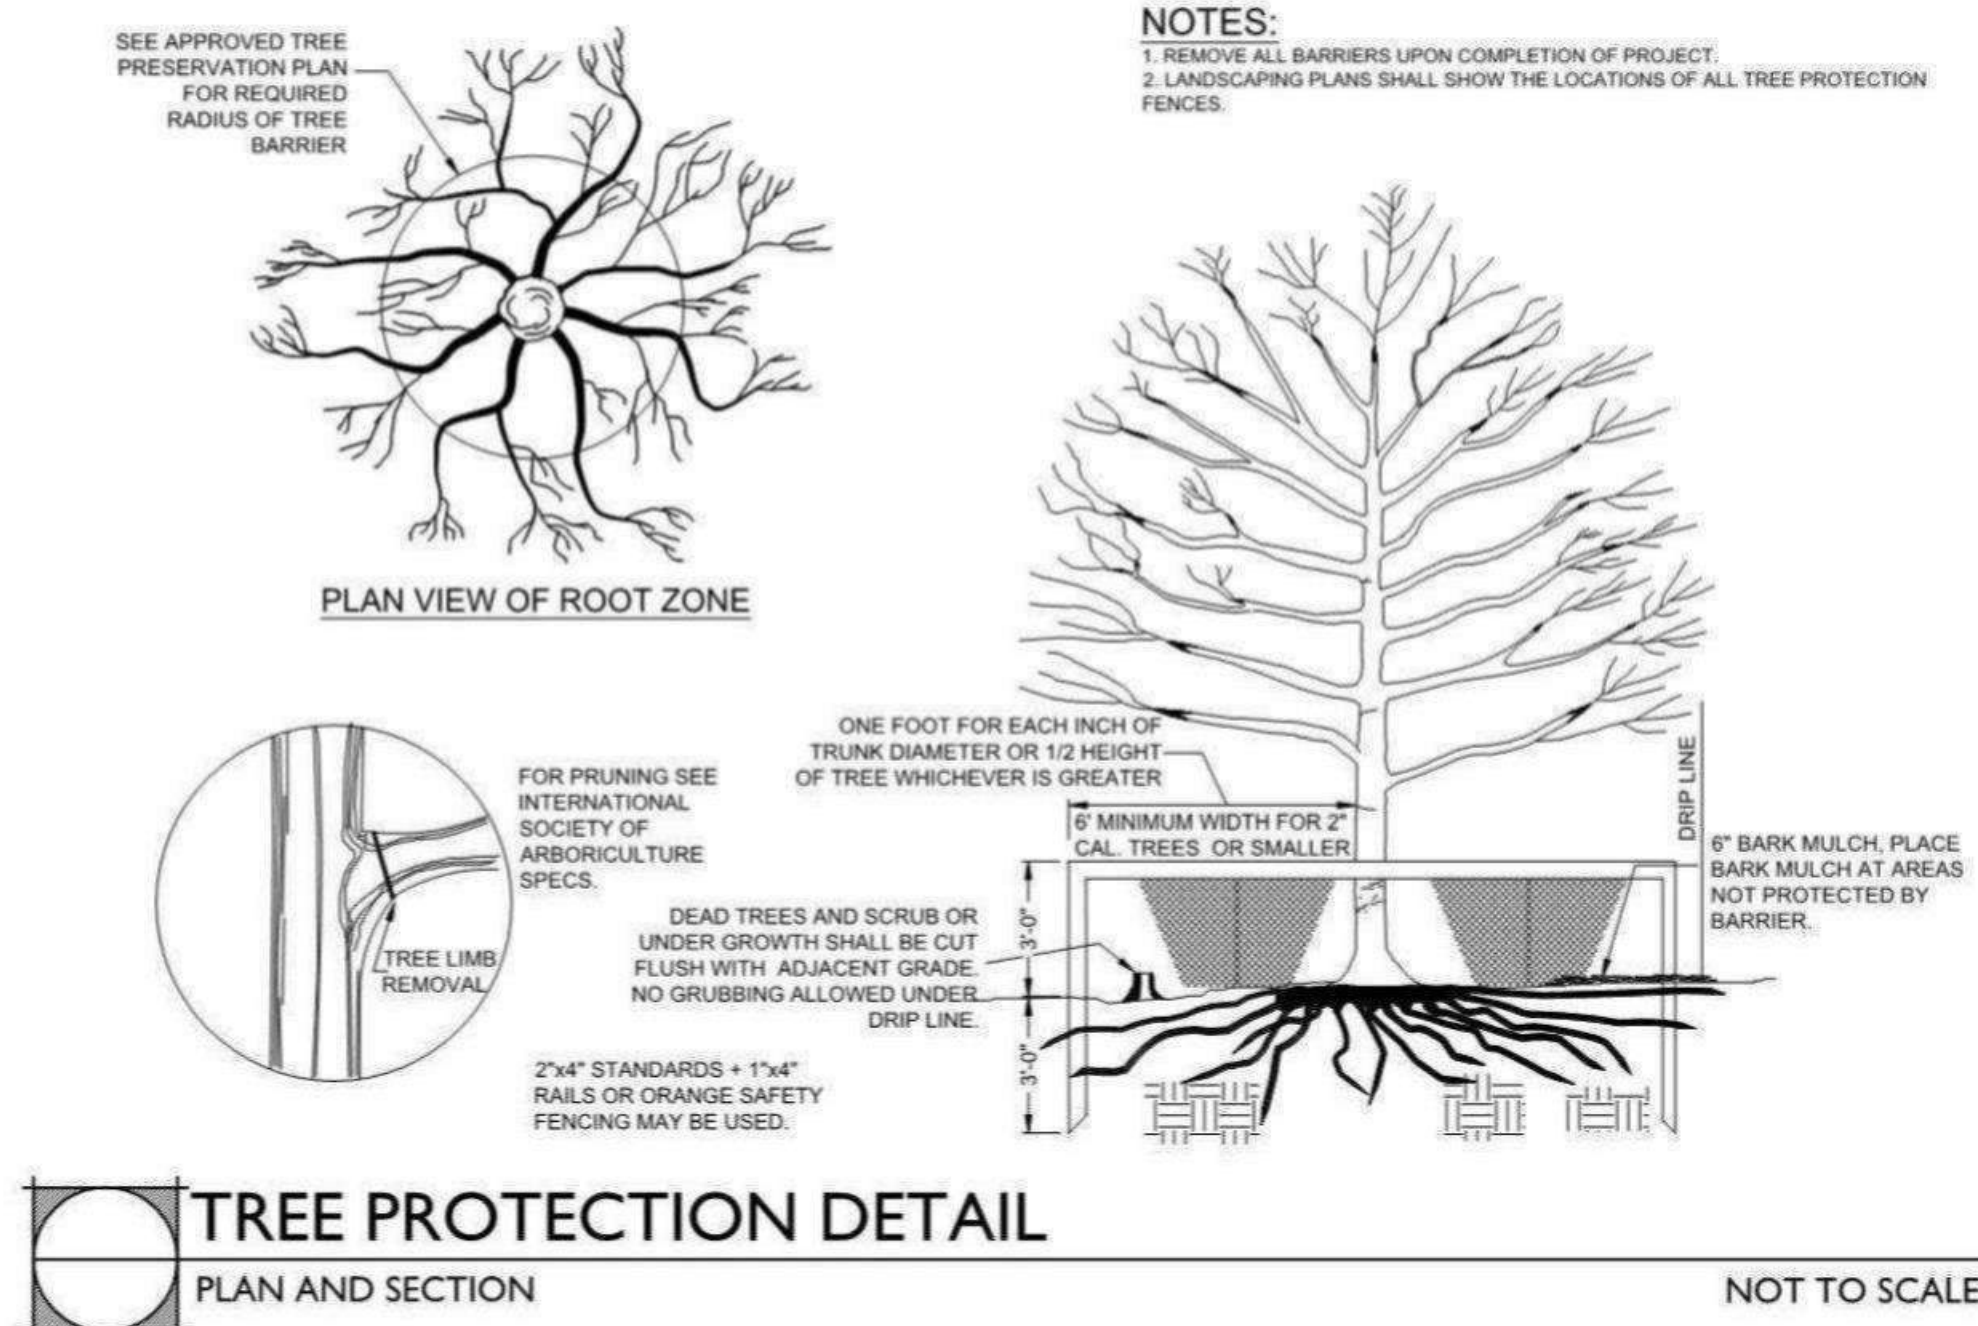 SEE APPROVED TREE
PRESERVATION PLAN
FOR REQUIRED
RADIUS OF TREE
BARRIER
NOTES:
1. REMOVE ALL BARRIERS UPON COMPLETION OF PROJECT.
2. LANDSCAPING PLANS SHALL SHOW THE LOCATIONS OF ALL TREE PROTECTION
FENCES.
PLAN VIEW OF ROOT ZONE
FOR PRUNING SEE
INTERNATIONAL
SOCIETY OF
ARBORICULTURE
SPECS.
TREE LIMB
REMOVAL
ONE FOOT FOR EACH INCH OF
TRUNK DIAMETER OR 1/2 HEIGHT
OF TREE WHICHEVER IS GREATER
6' MINIMUM WIDTH FOR 2"
CAL. TREES OR SMALLER
DRIP LINE
6" BARK MULCH, PLACE
BARK MULCH AT AREAS
NOT PROTECTED BY
BARRIER.
DEAD TREES AND SCRUB OR
UNDER GROWTH SHALL BE CUT
FLUSH WITH ADJACENT GRADE.
NO GRUBBING ALLOWED UNDER
DRIP LINE.
3'-0"
3'-0"
2"x4" STANDARDS + 1"x4"
RAILS OR ORANGE SAFETY
FENCING MAY BE USED.
TREE PROTECTION DETAIL
PLAN AND SECTION
NOT TO SCALE